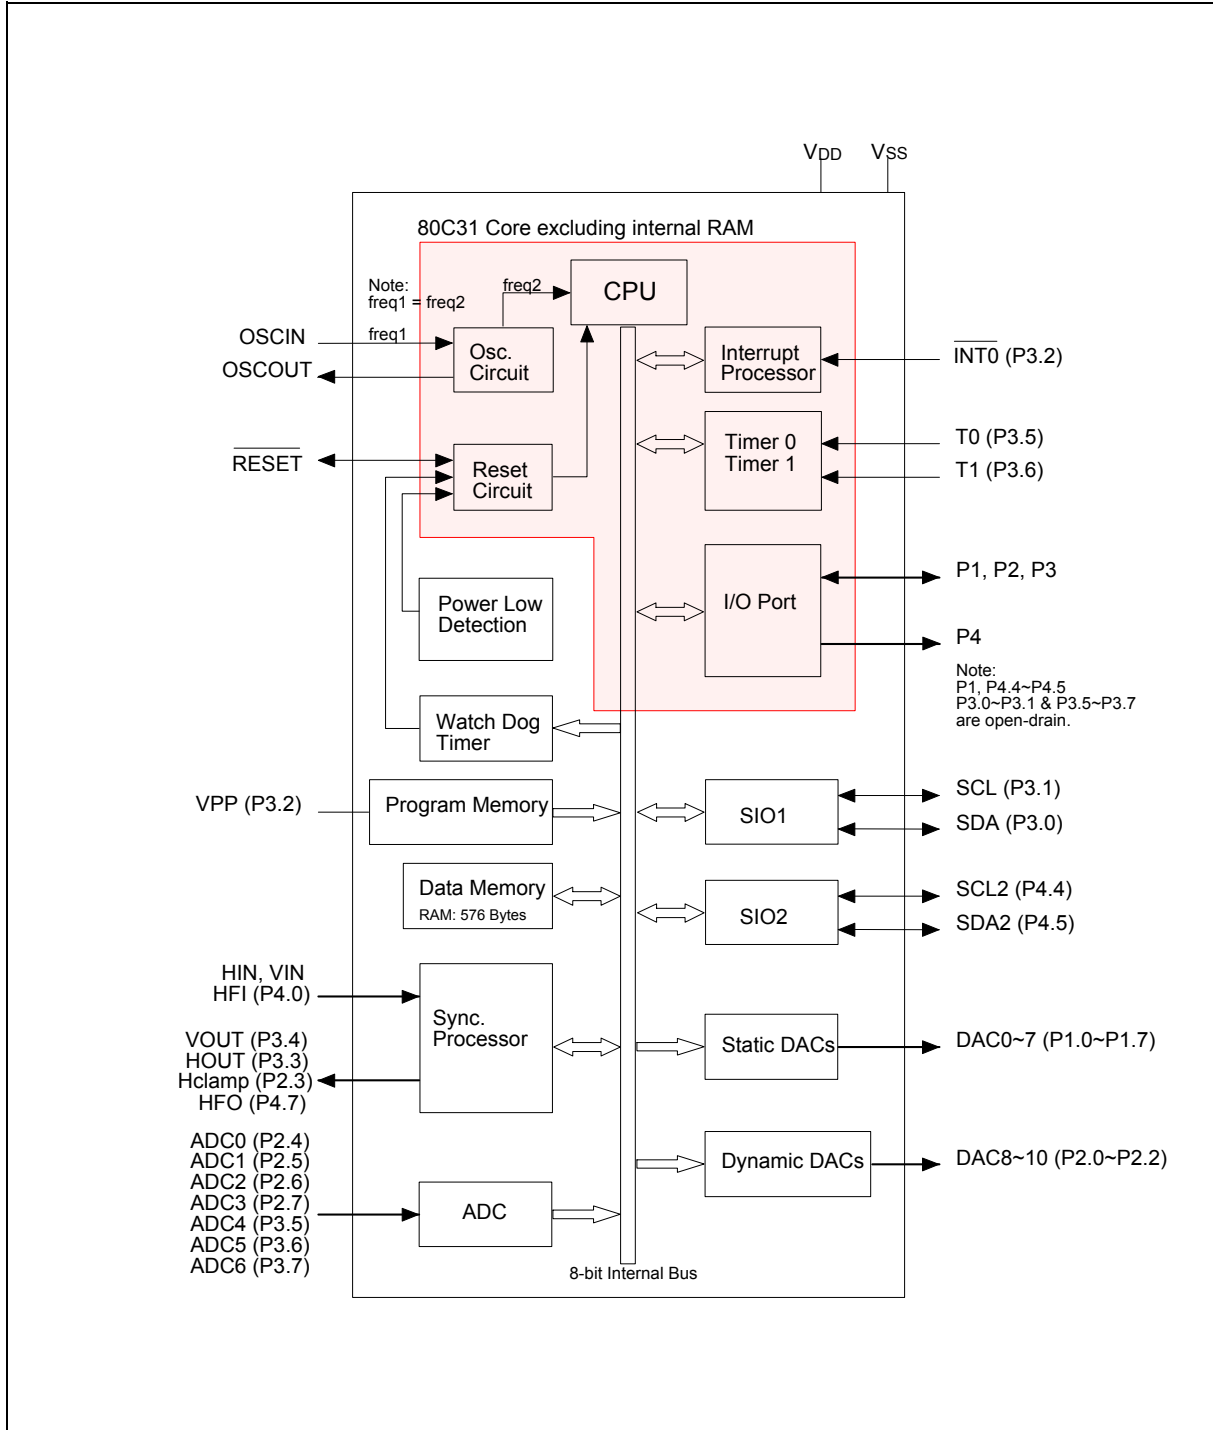 VDD
VSS
80C31 Core excluding internal RAM
Note:
freq1 = freq2
freq2
CPU
OSCIN
freq1
OSCOUT
Osc.
Circuit
Interrupt
Processor
INT0 (P3.2)
Timer 0
Timer 1
T0 (P3.5)
T1 (P3.6)
RESET
Reset
Circuit
I/O Port
P1, P2, P3
P4
Note:
P1, P4.4~P4.5
P3.0~P3.1 & P3.5~P3.7
are open-drain.
Power Low
Detection
Watch Dog
Timer
VPP (P3.2)
Program Memory
SIO1
SCL (P3.1)
SDA (P3.0)
Data Memory
RAM: 576 Bytes
SIO2
SCL2 (P4.4)
SDA2 (P4.5)
HIN, VIN
HFI (P4.0)
VOUT (P3.4)
HOUT (P3.3)
Hclamp (P2.3)
HFO (P4.7)
Sync.
Processor
Static DACs
DAC0~7 (P1.0~P1.7)
Dynamic DACs
DAC8~10 (P2.0~P2.2)
ADC0 (P2.4)
ADC1 (P2.5)
ADC2 (P2.6)
ADC3 (P2.7)
ADC4 (P3.5)
ADC5 (P3.6)
ADC6 (P3.7)
ADC
8-bit Internal Bus